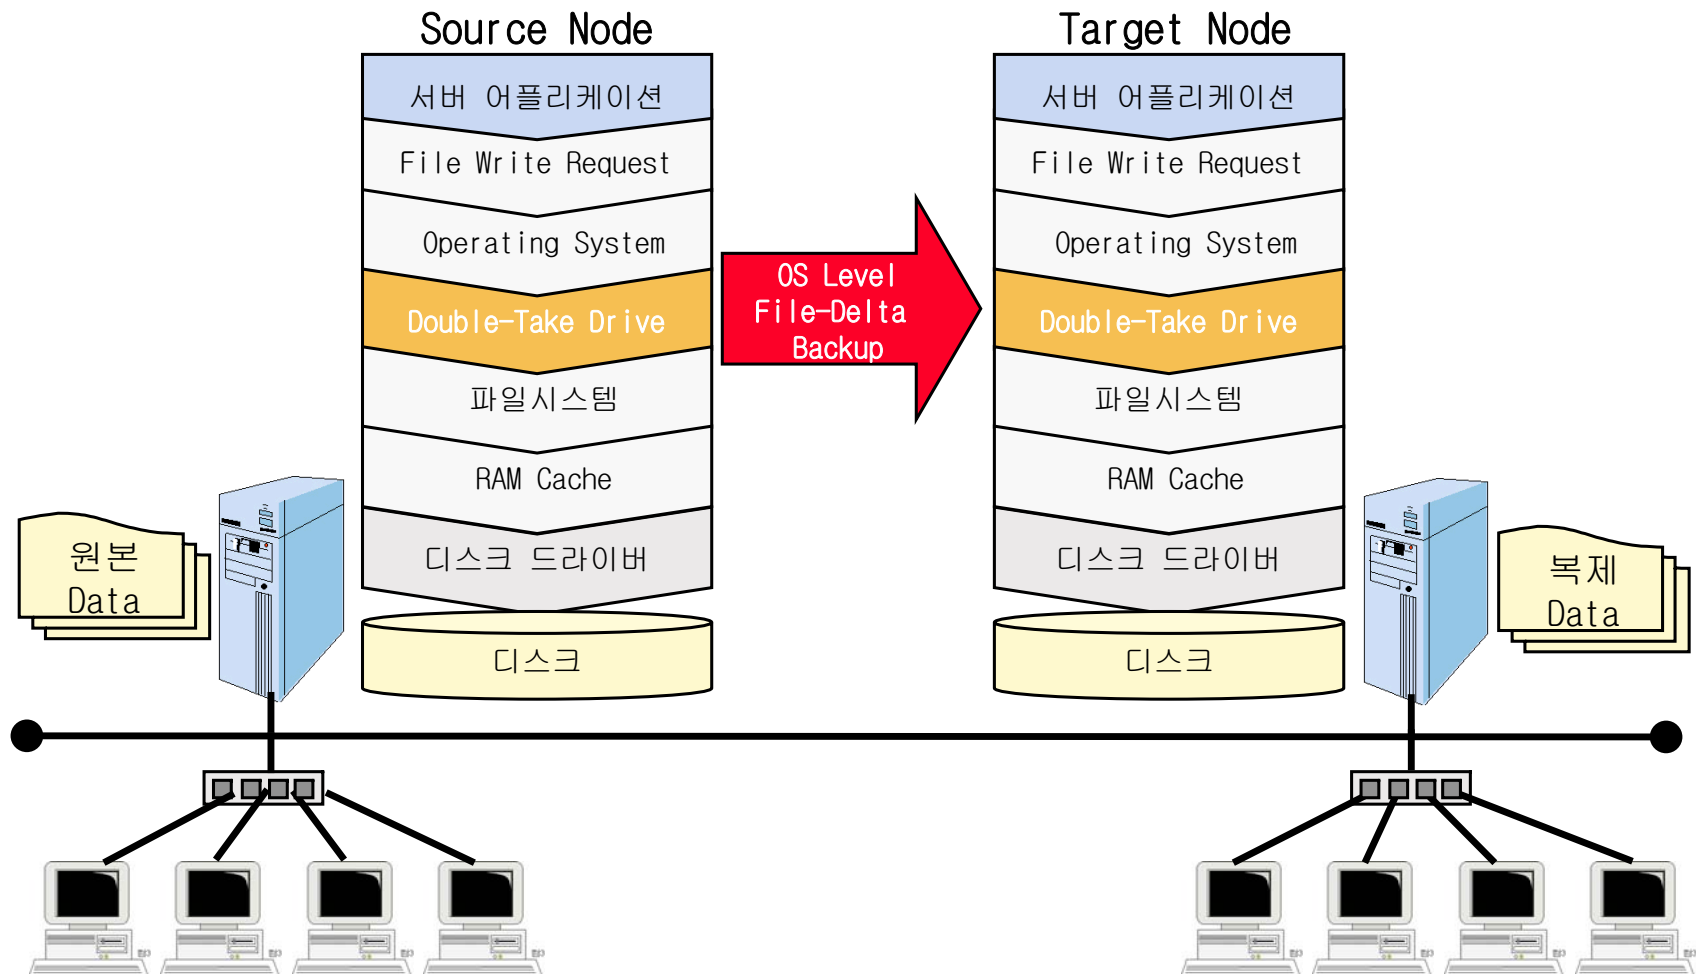 Source Node
Target Node
서버 어플리케이션
File Write Request
Operating System
Double-Take Drive
파일시스템
RAM Cache
디스크 드라이버
디스크
OS Level
File-Delta
Backup
서버 어플리케이션
File Write Request
Operating System
Double-Take Drive
파일시스템
RAM Cache
디스크 드라이버
디스크
원본
Data
복제
Data